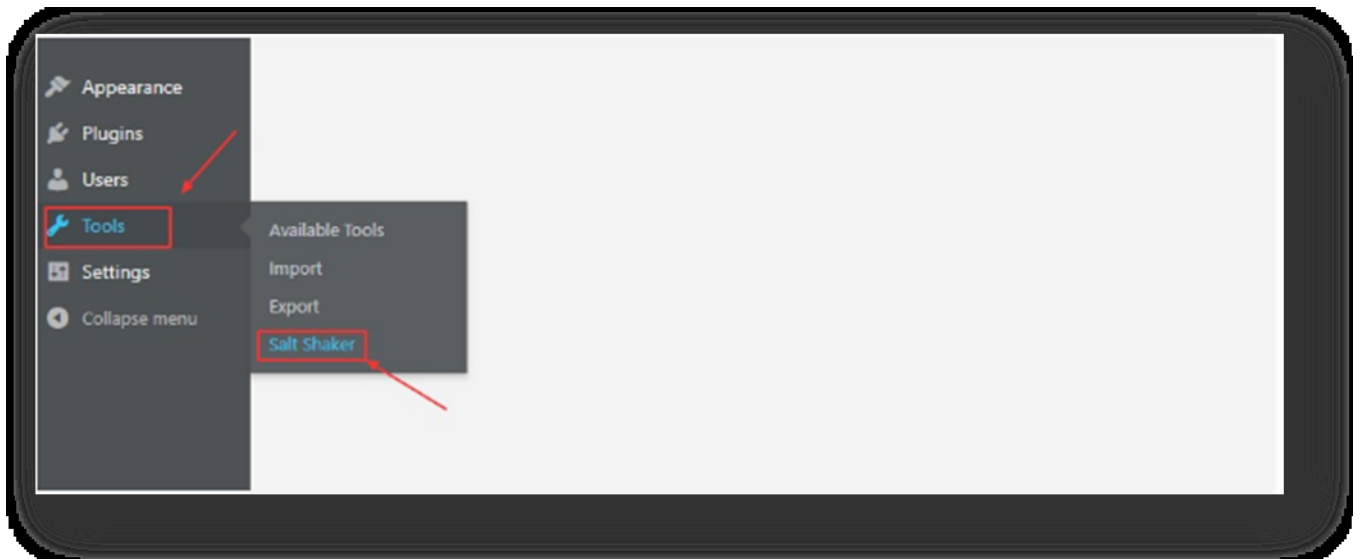 Appearance
Plugins
Users
Tools
Settings
Collapse menu
Available Tools
Import
Export
Salt Shaker